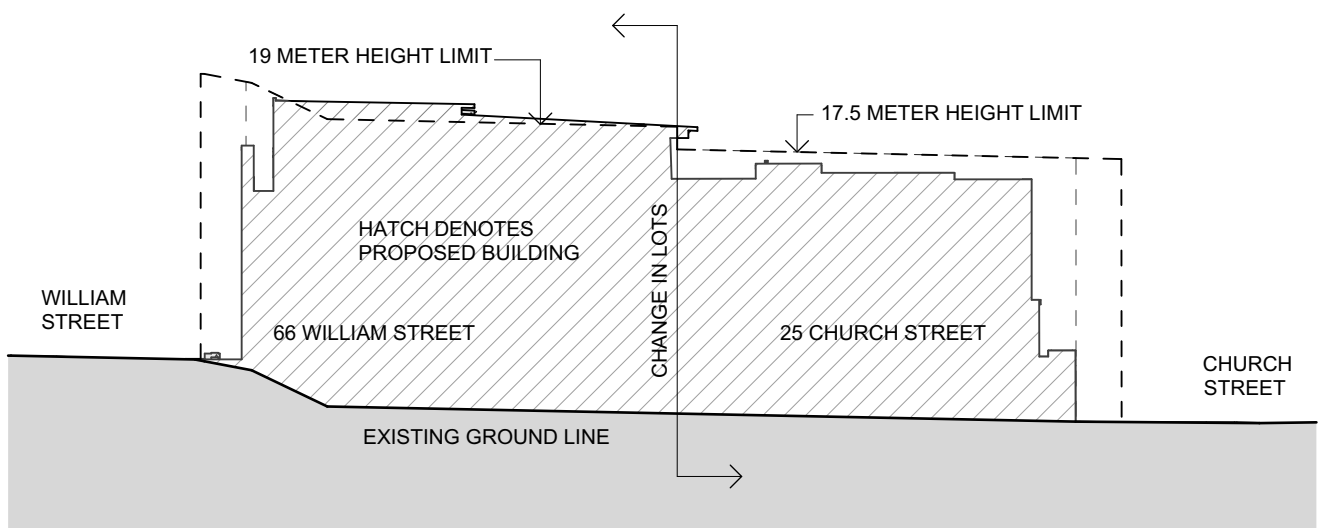 19 METER HEIGHT LIMIT
17.5 METER HEIGHT LIMIT
HATCH DENOTES
PROPOSED BUILDING
CHANGE IN LOTS
WILLIAM
STREET
66 WILLIAM STREET
25 CHURCH STREET
CHURCH
STREET
EXISTING GROUND LINE